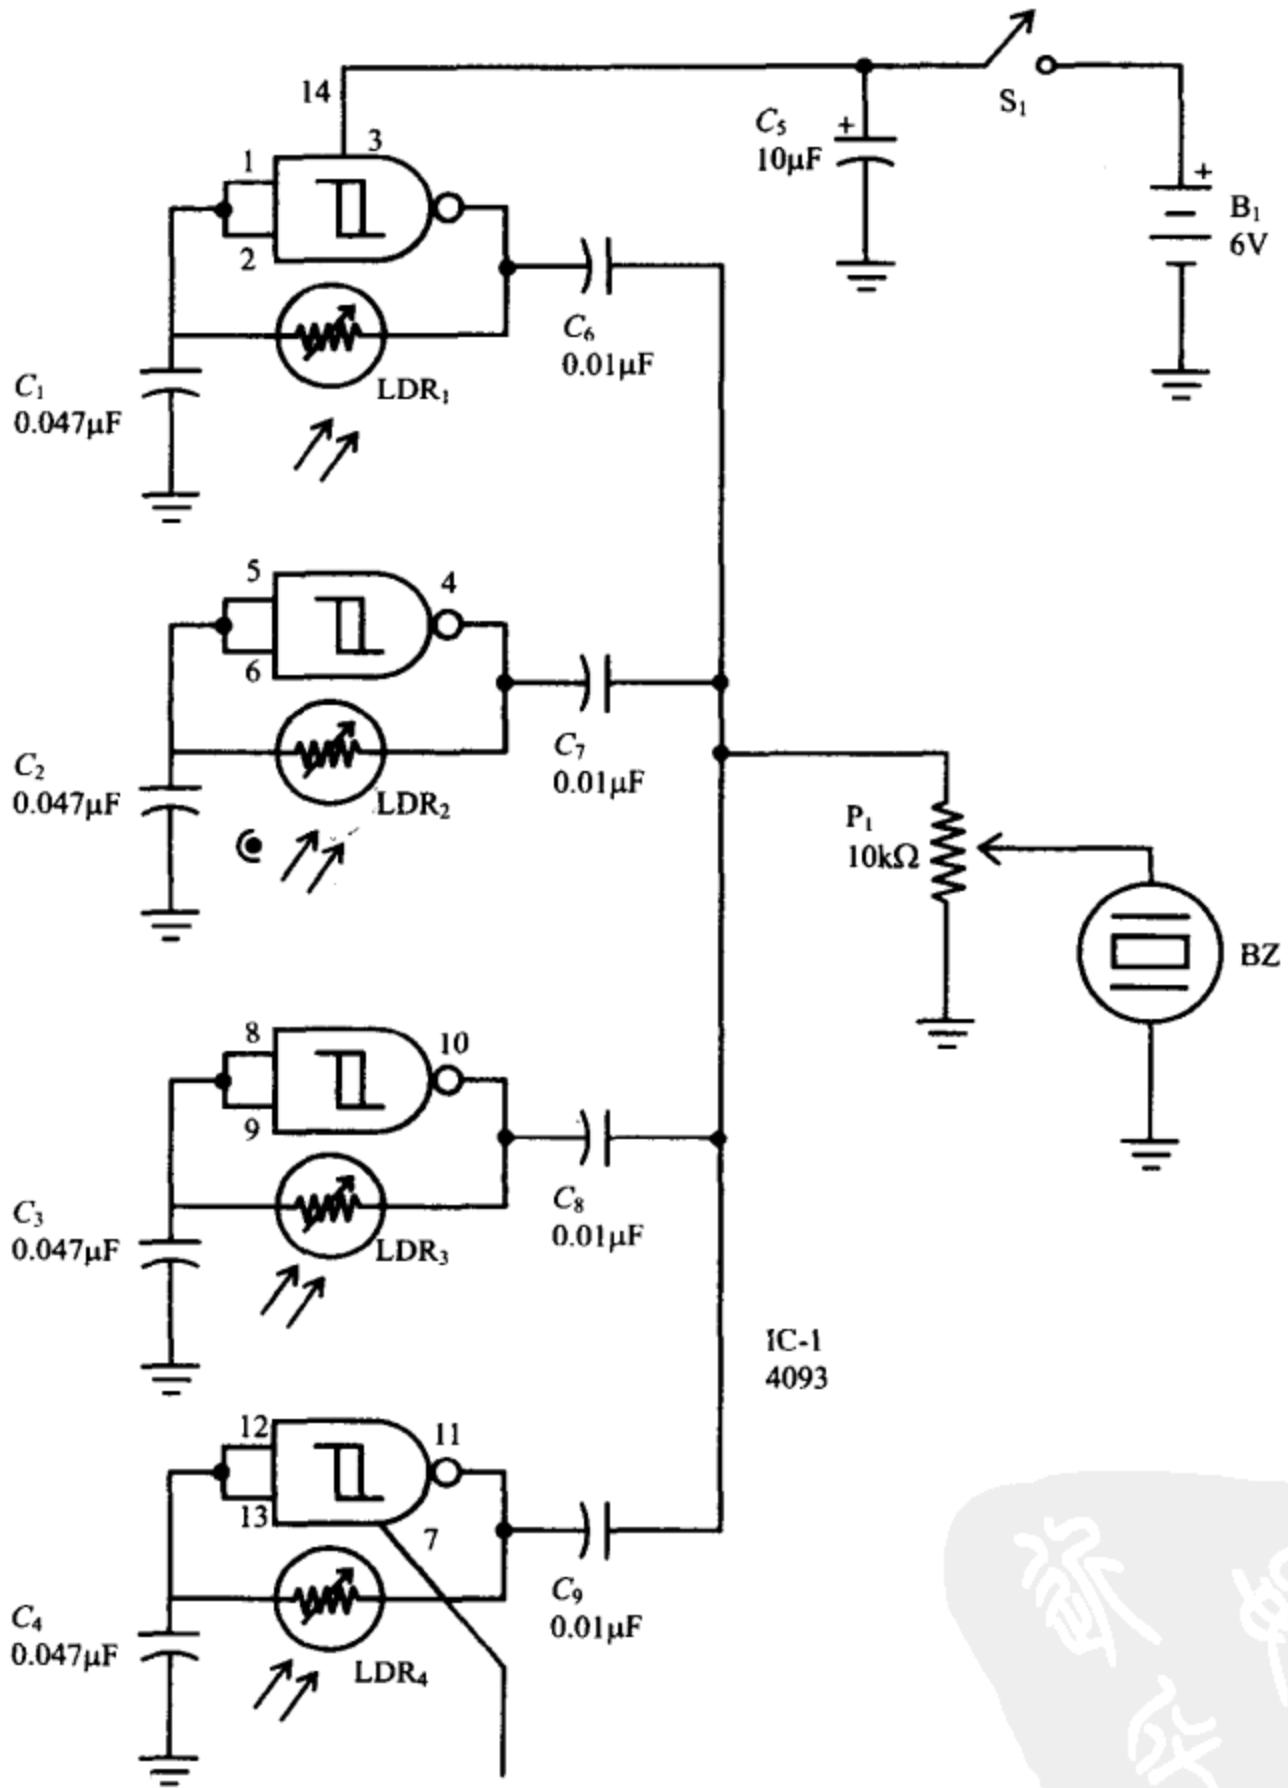 14
3
1
2
C₅
10μF
S₁
B₁
6V
+
+
C₁
0.047μF
LDR₁
C₆
0.01μF
5
4
6
C₂
0.047μF
LDR₂
C₇
0.01μF
P₁
10kΩ
BZ
8
10
9
C₃
0.047μF
LDR₃
C₈
0.01μF
IC-1
4093
12
11
13
7
C₄
0.047μF
LDR₄
C₉
0.01μF